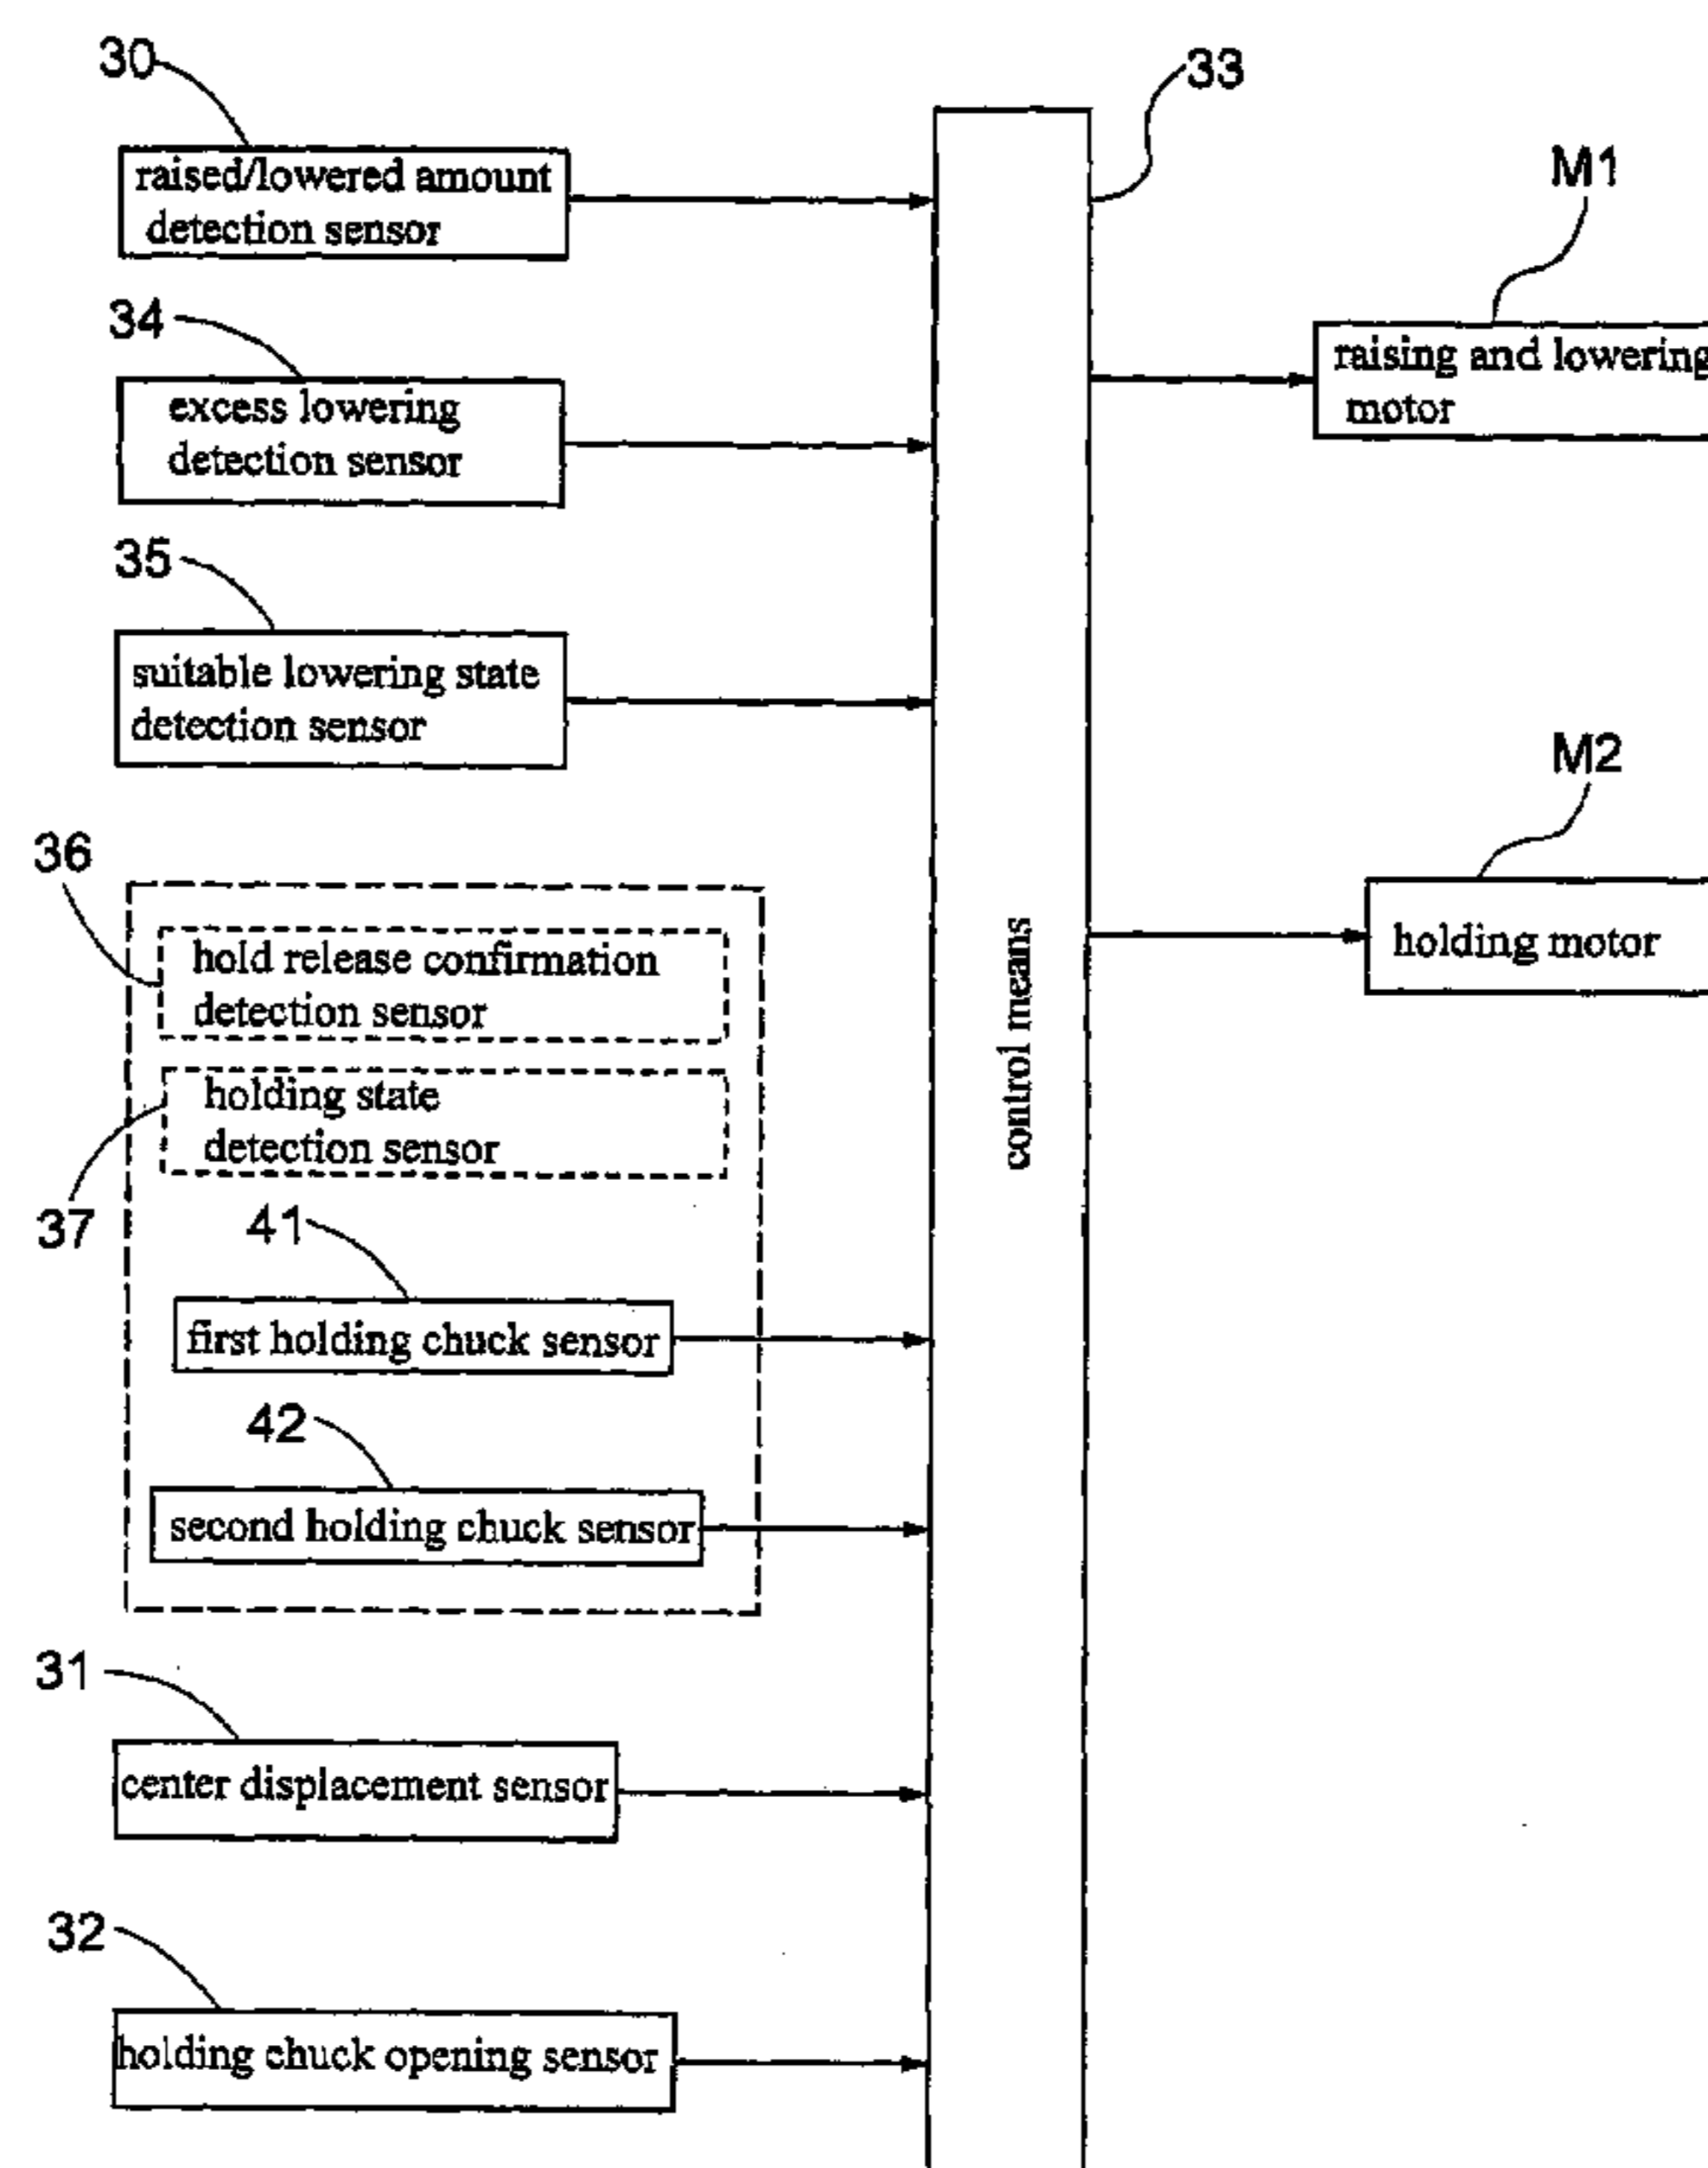 30
raised/lowered amount
detection sensor
34
excess lowering
detection sensor
35
suitable lowering state
detection sensor
36
hold release confirmation
detection sensor
holding state
detection sensor
37
41
first holding chuck sensor
42
second holding chuck sensor
31
center displacement sensor
32
holding chuck opening sensor
33
control means
M1
raising and lowering
motor
M2
holding motor